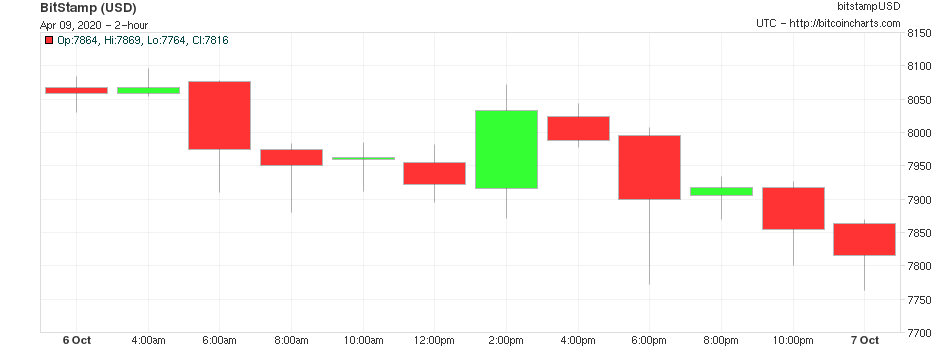 BitStamp (USD)
bitstampUSD
Apr 09, 2020 - 2-hour
UTC - http://bitcoincharts.com
Op:7864, Hi:7869, Lo:7764, Cl:7816
8150
8100
8050
8000
7950
7900
7850
7800
7750
7700
6 Oct 4:00am 6:00am 8:00am 10:00am 12:00pm 2:00pm 4:00pm 6:00pm 8:00pm 10:00pm 7 Oct